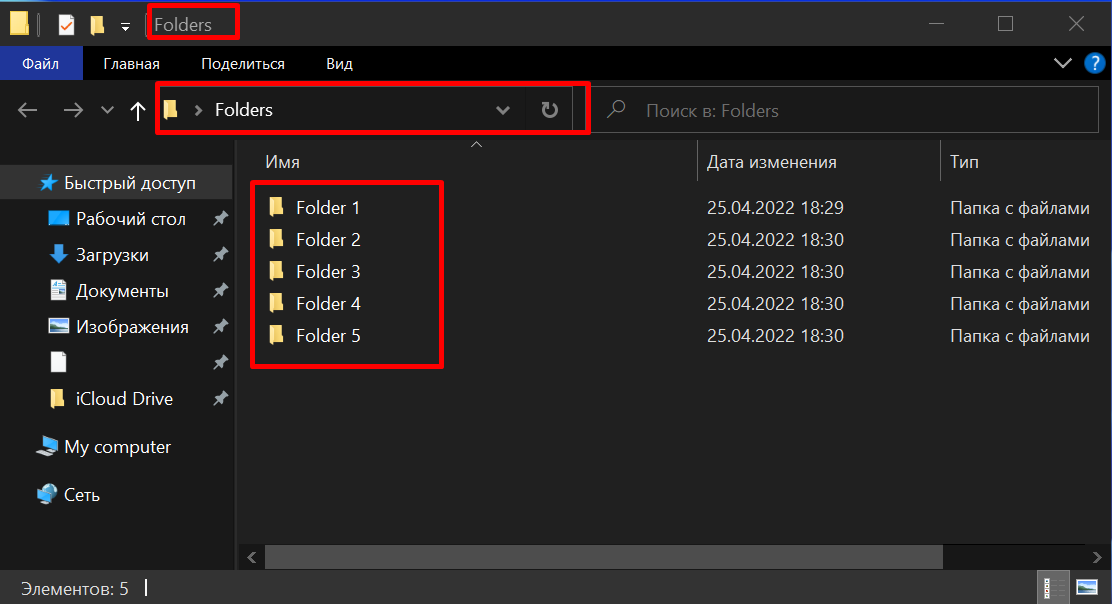 Folders
Файл Главная Поделиться Вид
Folders Поиск в: Folders
Имя Дата изменения Тип
Быстрый доступ
Рабочий стол
Загрузки
Документы
Изображения
iCloud Drive
My computer
Сеть
Folder 1 25.04.2022 18:29 Папка с файлами
Folder 2 25.04.2022 18:30 Папка с файлами
Folder 3 25.04.2022 18:30 Папка с файлами
Folder 4 25.04.2022 18:30 Папка с файлами
Folder 5 25.04.2022 18:30 Папка с файлами
Элементов: 5